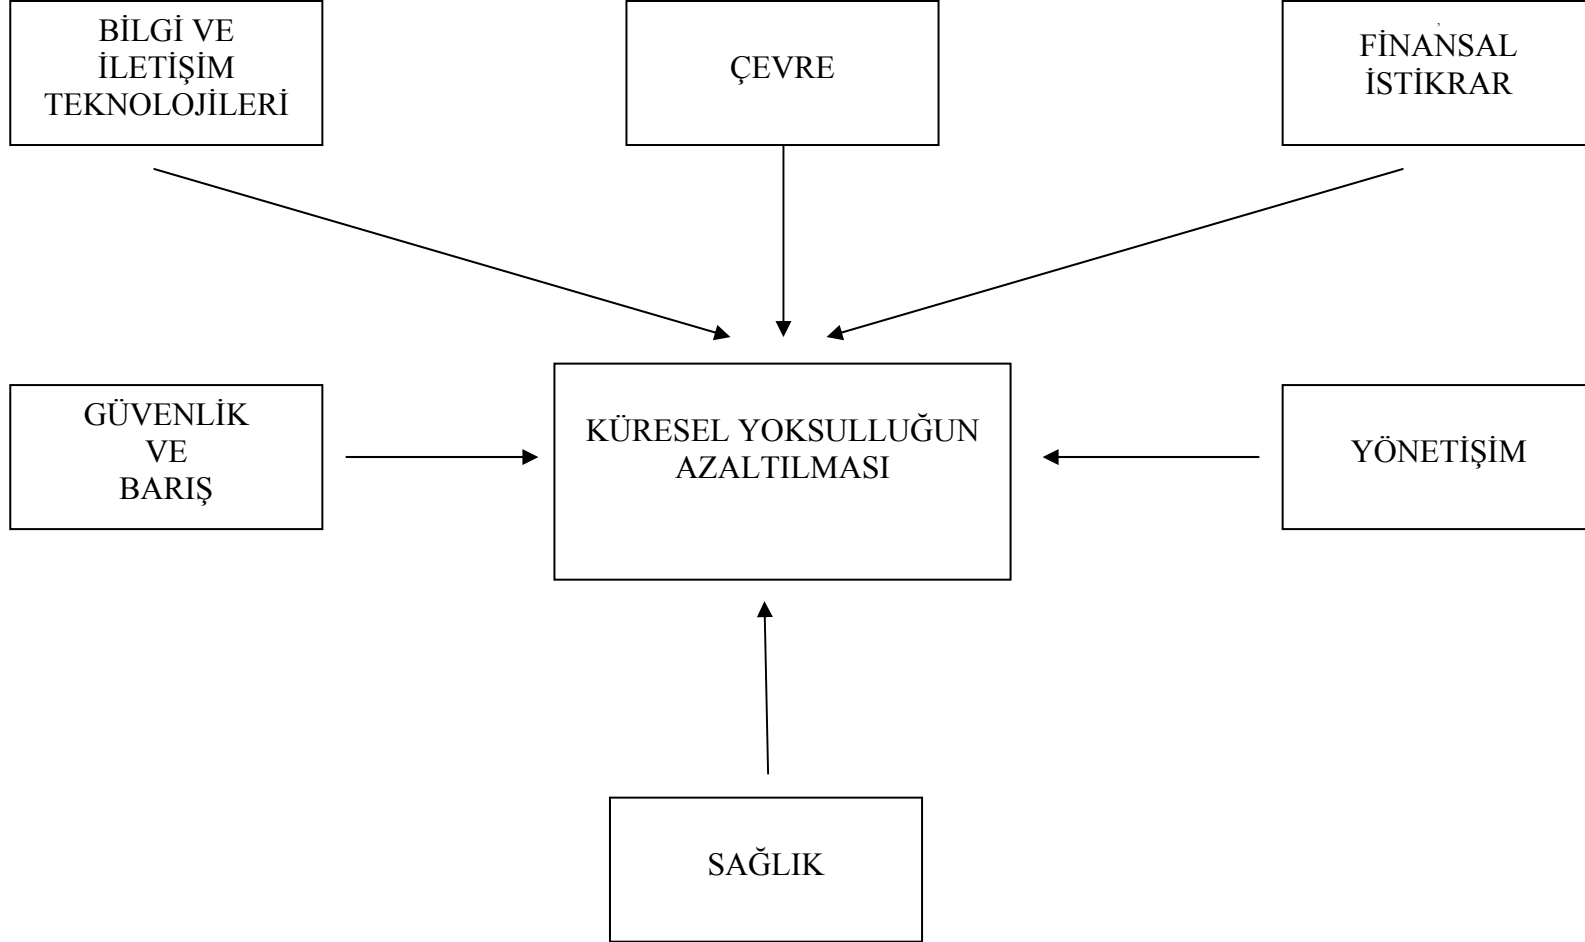 BİLGİ VE
İLETİŞİM
TEKNOLOJİLERİ
ÇEVRE
FİNANSAL
İSTİKRAR
GÜVENLİK
VE
BARIŞ
KÜRESEL YOKSULLUĞUN
AZALTILMASI
YÖNETİŞİM
SAĞLIK